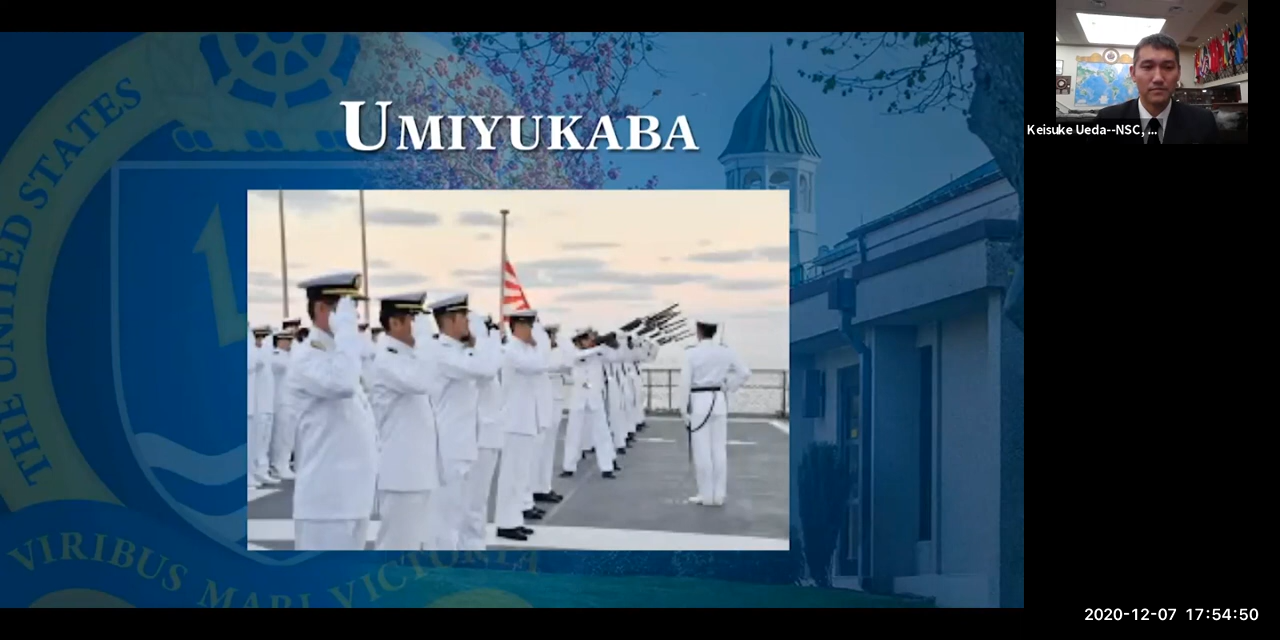 UMIYUKABA
THE UNITED STATES
VIRIBUS MARI VICTORIA
Keisuke Ueda--NSC, ...
2020-12-07 17:54:50